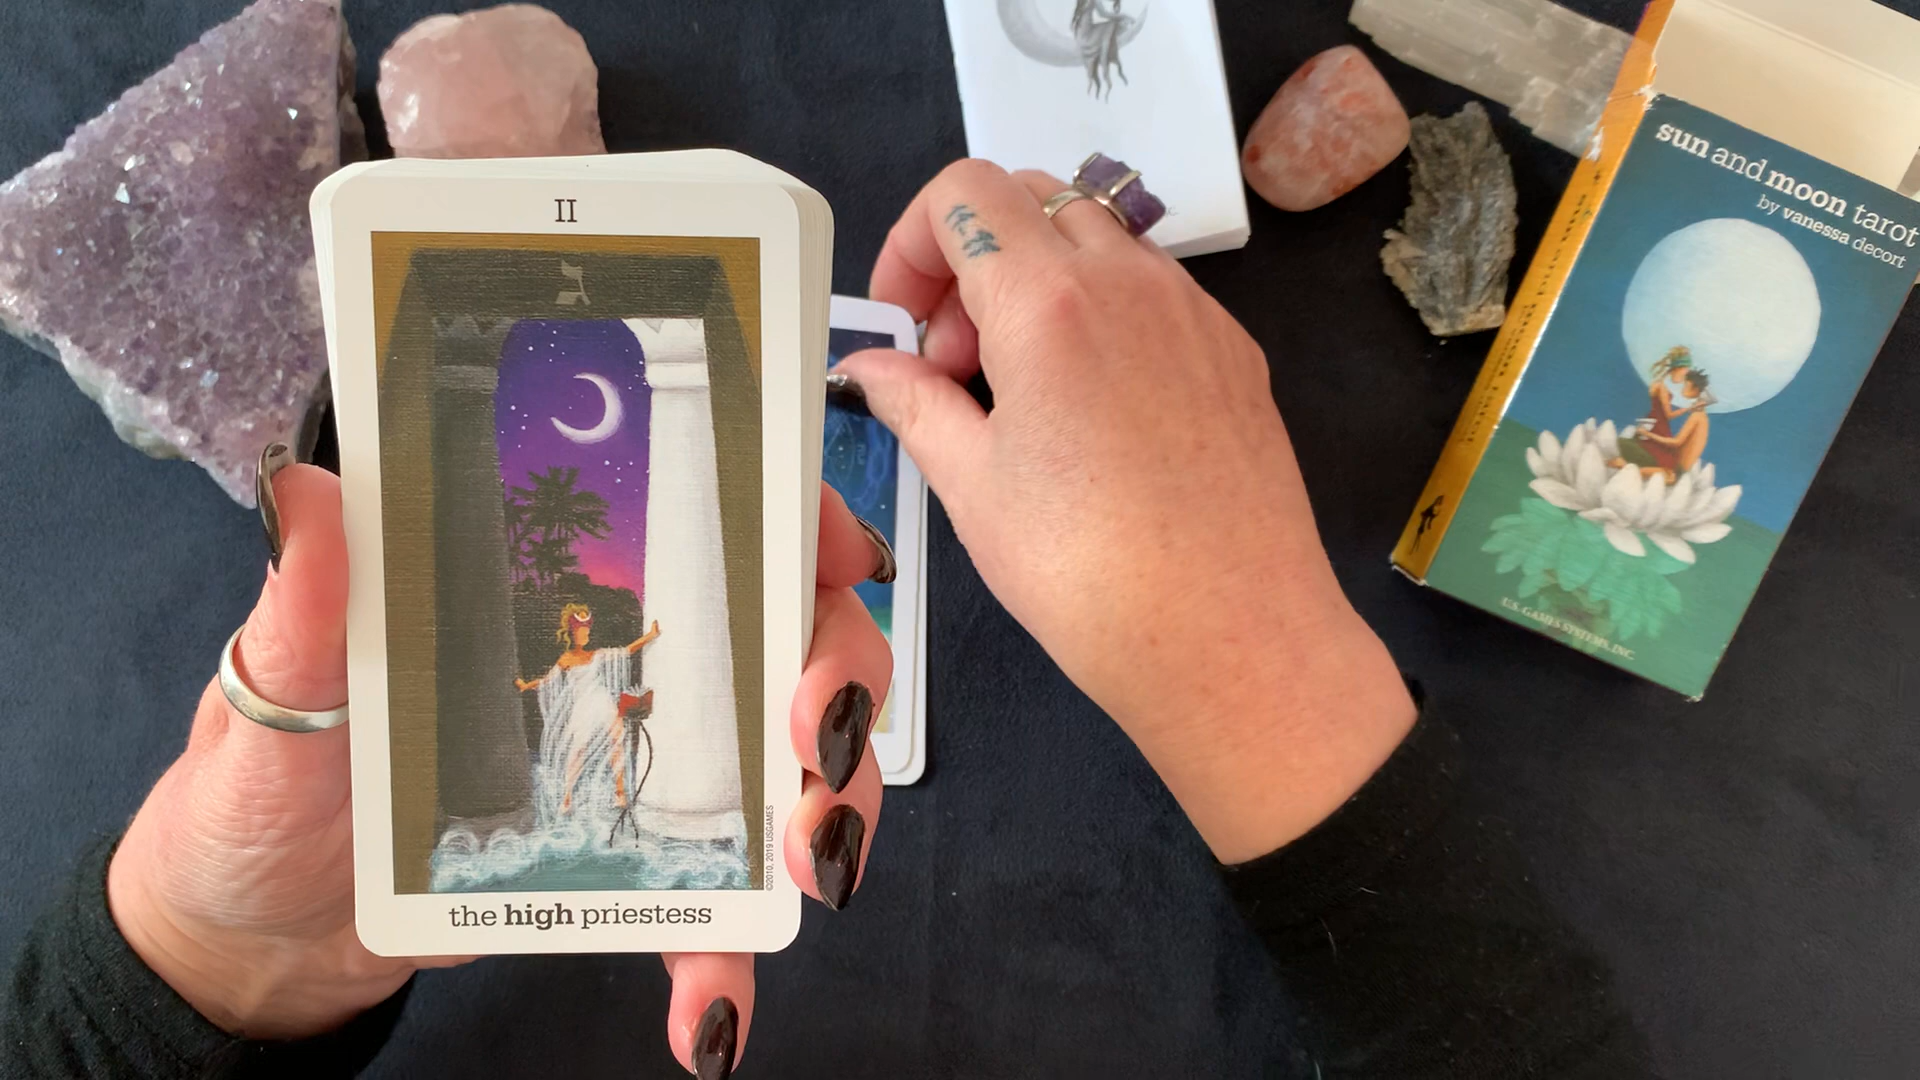 II
ג
©2010, 2019 USGAMES
the high priestess
sun and moon tarot
by vanessa decort
U.S. GAMES SYSTEMS, INC.